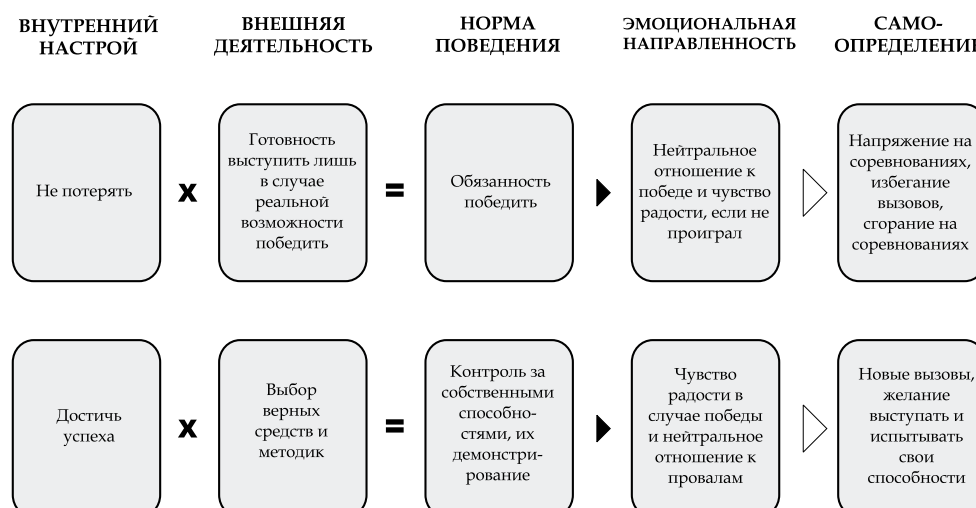 ВНУТРЕННИЙ
НАСТРОЙ
ВНЕШНЯЯ
ДЕЯТЕЛЬНОСТЬ
НОРМА
ПОВЕДЕНИЯ
ЭМОЦИОНАЛЬНАЯ
НАПРАВЛЕННОСТЬ
САМО-
ОПРЕДЕЛЕНИЕ
Не потерять
x
Готовность
выступить лишь
в случае
реальной
возможности
победить
=
Обязанность
победить
Нейтральное
отношение к
победе и чувство
радости, если не
проиграл
Напряжение на
соревнованиях,
избегание
вызовов,
сгорание на
соревнованиях
Достичь
успеха
x
Выбор
верных
средств и
методик
=
Контроль за
собственными
способно-
стями, их
демонстри-
рование
Чувство
радости в
случае победы
и нейтральное
отношение к
провалам
Новые вызовы,
желание
выступать и
испытывать
свои
способности